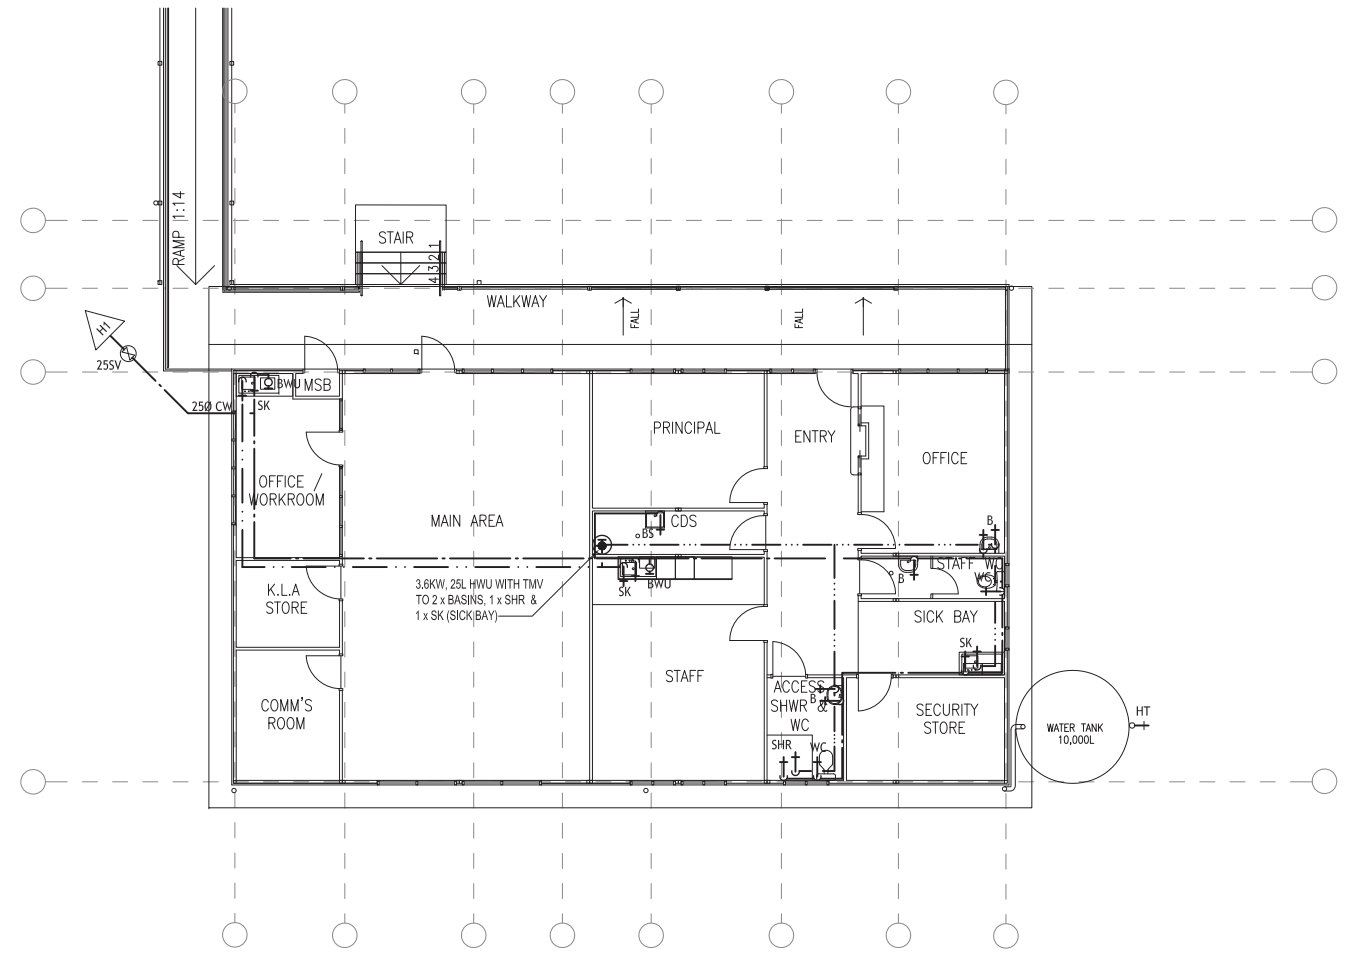 RAMP 1:14
STAIR
4 3 2 1
WALKWAY
FALL
FALL
H1
25SV
25Ø CW
BWU
MSB
SK
OFFICE /
WORKROOM
MAIN AREA
PRINCIPAL
ENTRY
OFFICE
CDS
BS
B
STAFF
WC
B
BWU
SK
3.6KW, 25L HWU WITH TMV
TO 2 x BASINS, 1 x SHR &
1 x SK (SICK BAY)
K.L.A
STORE
SICK BAY
SK
STAFF
COMM'S
ROOM
ACCESS
SHWR &
WC
B
SHR
WC
SECURITY
STORE
WATER TANK
10,000L
HT